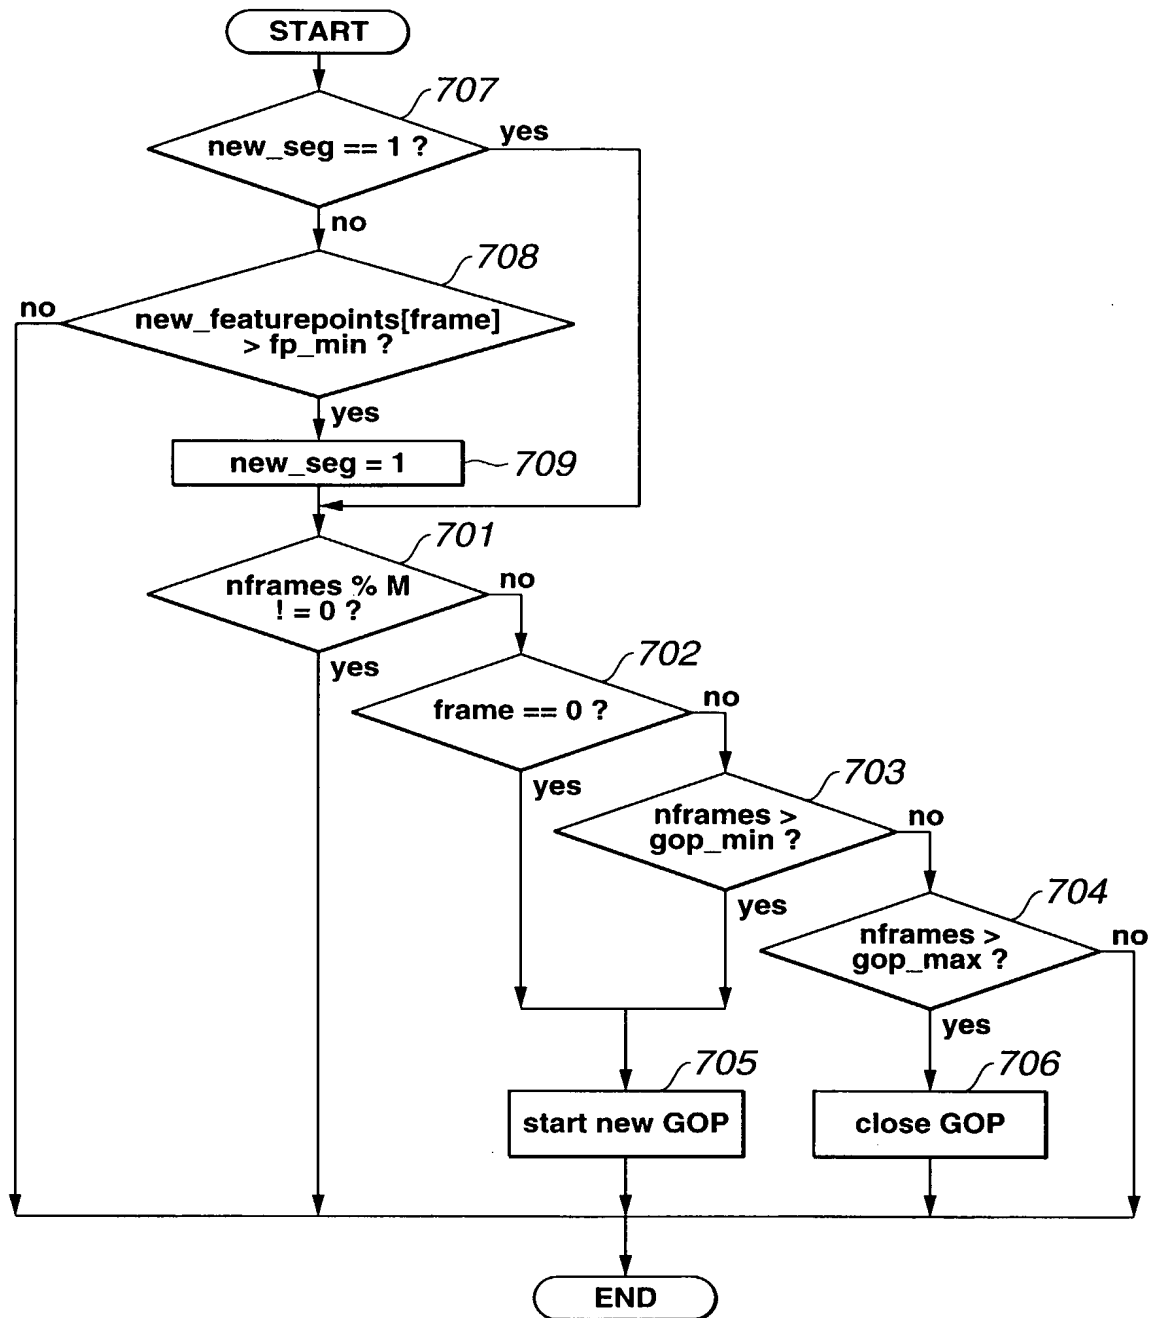 START
707
new_seg == 1 ?
yes
no
708
no
new_featurepoints[frame]
> fp_min ?
yes
new_seg = 1
709
701
nframes % M
! = 0 ?
no
yes
702
frame == 0 ?
no
yes
703
nframes >
gop_min ?
no
yes
704
nframes >
gop_max ?
no
yes
705
start new GOP
706
close GOP
END